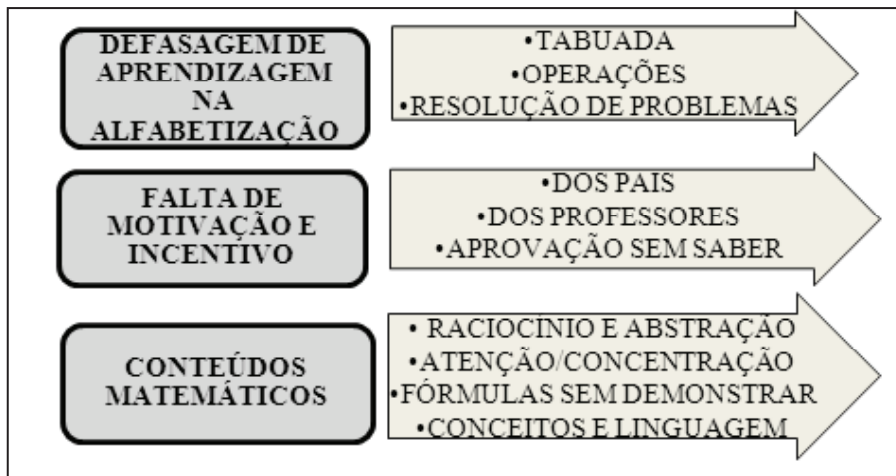 DEFASAGEM DE
APRENDIZAGEM
NA
ALFABETIZAÇÃO
•TABUADA
•OPERAÇÕES
•RESOLUÇÃO DE PROBLEMAS
FALTA DE
MOTIVAÇÃO E
INCENTIVO
•DOS PAIS
•DOS PROFESSORES
•APROVAÇÃO SEM SABER
CONTEÚDOS
MATEMÁTICOS
• RACIOCÍNIO E ABSTRAÇÃO
•ATENÇÃO/CONCENTRAÇÃO
•FÓRMULAS SEM DEMONSTRAR
•CONCEITOS E LINGUAGEM